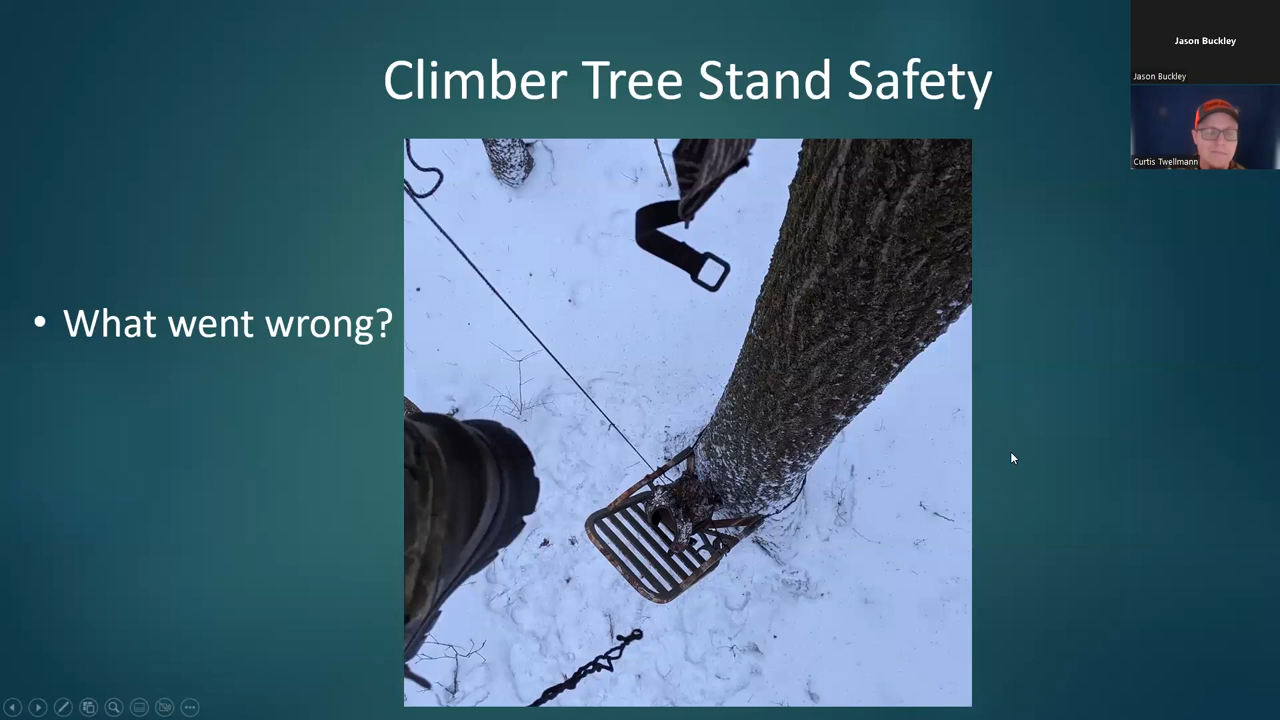 Climber Tree Stand Safety
• What went wrong?
Jason Buckley
Jason Buckley
Curtis Twellmann